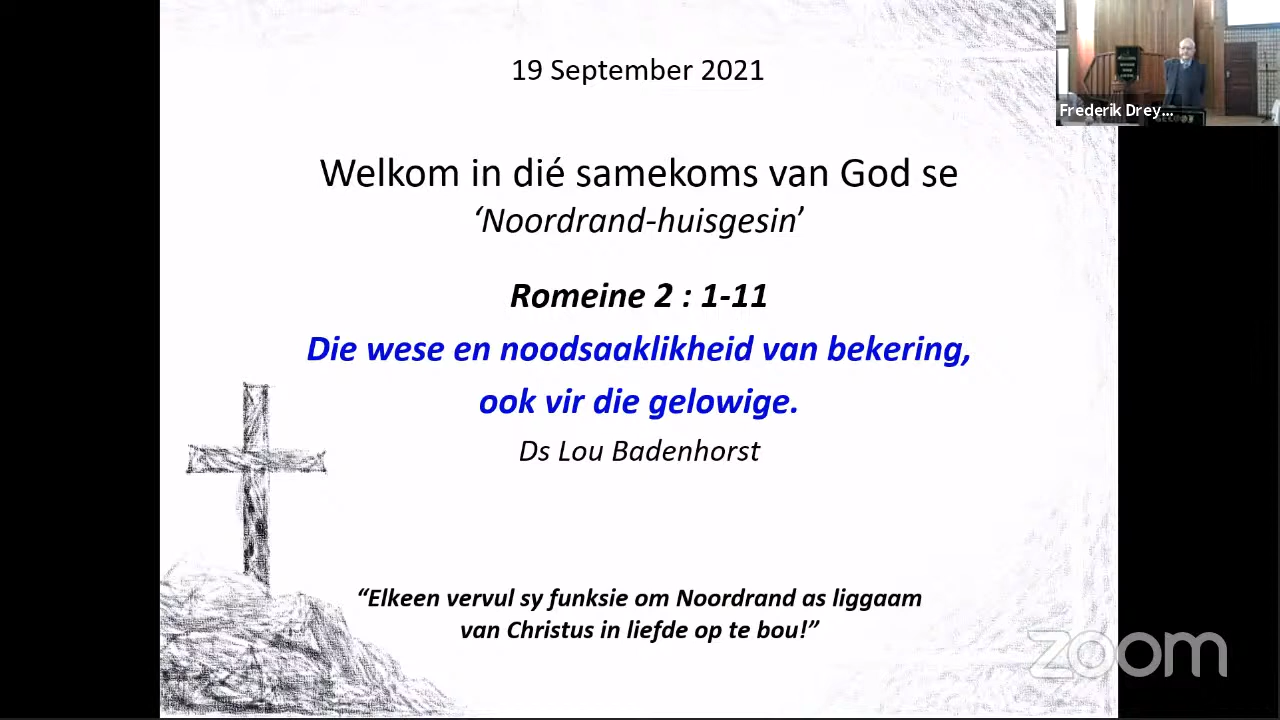 19 September 2021
Frederik Drey...
Welkom in dié samekoms van God se
‘Noordrand-huisgesin’
Romeine 2 : 1-11
Die wese en noodsaaklikheid van bekering,
ook vir die gelowige.
Ds Lou Badenhorst
“Elkeen vervul sy funksie om Noordrand as liggaam
van Christus in liefde op te bou!”
zoom